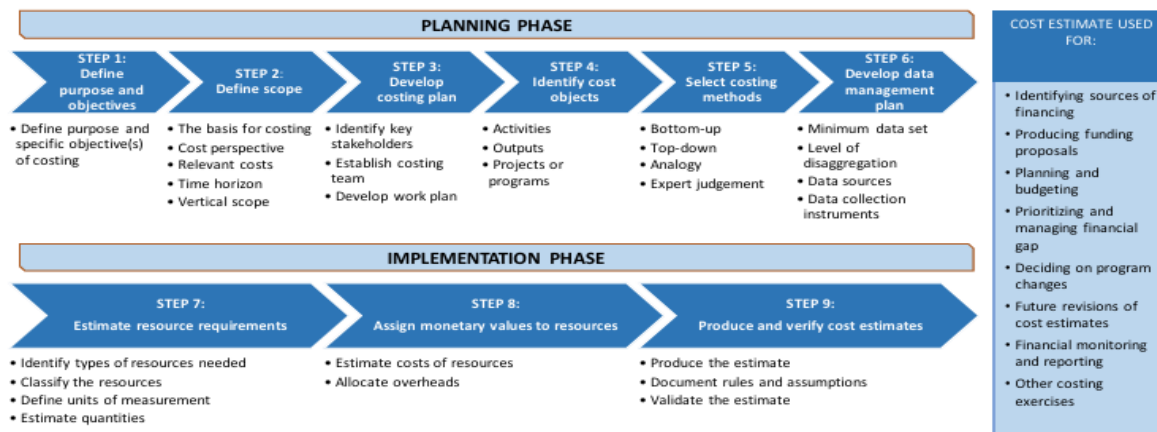 PLANNING PHASE
STEP 1:
Define
purpose and
objectives
• Define purpose and
specific objective(s)
of costing
STEP 2:
Define scope
• The basis for costing
• Cost perspective
• Relevant costs
• Time horizon
• Vertical scope
STEP 3:
Develop
costing plan
• Identify key
stakeholders
• Establish costing
team
• Develop work plan
STEP 4:
Identify cost
objects
• Activities
• Outputs
• Projects or
programs
STEP 5:
Select costing
methods
• Bottom-up
• Top-down
• Analogy
• Expert judgement
STEP 6:
Develop data
management
plan
• Minimum data set
• Level of
disaggregation
• Data sources
• Data collection
instruments
IMPLEMENTATION PHASE
STEP 7:
Estimate resource requirements
• Identify types of resources needed
• Classify the resources
• Define units of measurement
• Estimate quantities
STEP 8:
Assign monetary values to resources
• Estimate costs of resources
• Allocate overheads
STEP 9:
Produce and verify cost estimates
• Produce the estimate
• Document rules and assumptions
• Validate the estimate
COST ESTIMATE USED
FOR:
• Identifying sources of
financing
• Producing funding
proposals
• Planning and
budgeting
• Prioritizing and
managing financial
gap
• Deciding on program
changes
• Future revisions of
cost estimates
• Financial monitoring
and reporting
• Other costing
exercises